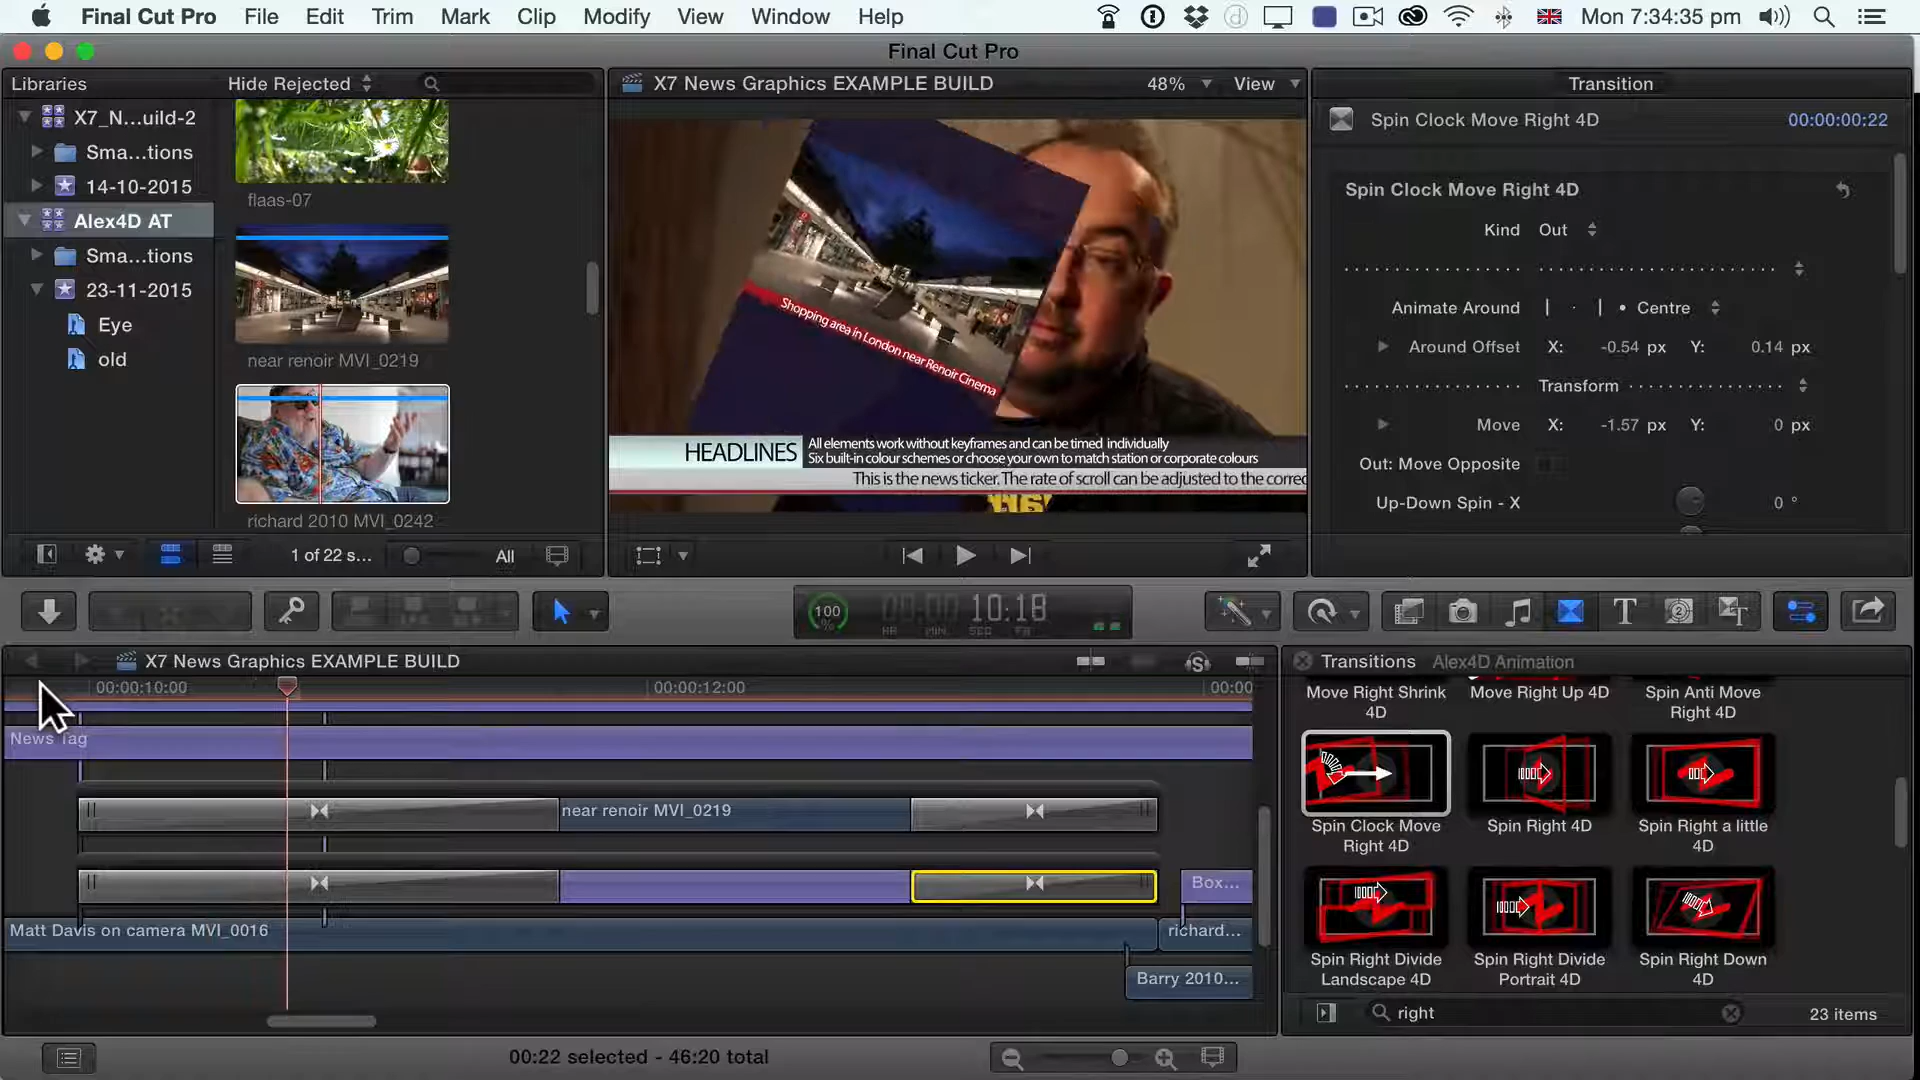 Final Cut Pro File Edit Trim Mark Clip Modify View Window Help Mon 7:34:35 pm
Final Cut Pro
Libraries Hide Rejected
X7_N...uild-2
Sma...tions
14-10-2015
Alex4D AT
Sma...tions
23-11-2015
Eye
old
flaas-07
near renoir MVI_0219
richard 2010 MVI_0242
1 of 22 s... All
X7 News Graphics EXAMPLE BUILD 48% View
Shopping area in London near Renoir Cinema
HEADLINES
All elements work without keyframes and can be timed individually
Six built-in colour schemes or choose your own to match station or corporate colours
This is the news ticker. The rate of scroll can be adjusted to the correc
Transition
Spin Clock Move Right 4D 00:00:00:22
Spin Clock Move Right 4D
Kind Out
Animate Around | · | • Centre
Around Offset X: -0.54 px Y: 0.14 px
Transform
Move X: -1.57 px Y: 0 px
Out: Move Opposite
Up-Down Spin - X 0 °
100 % 00:00 10:18
HR MIN SEC FR
X7 News Graphics EXAMPLE BUILD
00:00:10:00 00:00:12:00 00:00
News Tag
near renoir MVI_0219
Box...
Matt Davis on camera MVI_0016 richard...
Barry 2010...
00:22 selected - 46:20 total
Transitions Alex4D Animation
Move Right Shrink 4D
Move Right Up 4D
Spin Anti Move Right 4D
Spin Clock Move Right 4D
Spin Right 4D
Spin Right a little 4D
Spin Right Divide Landscape 4D
Spin Right Divide Portrait 4D
Spin Right Down 4D
right 23 items